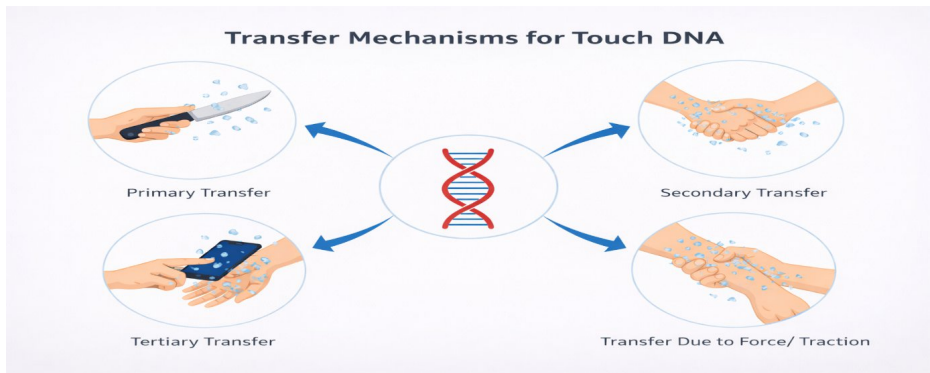 Transfer Mechanisms for Touch DNA
Primary Transfer
Secondary Transfer
Tertiary Transfer
Transfer Due to Force/ Traction